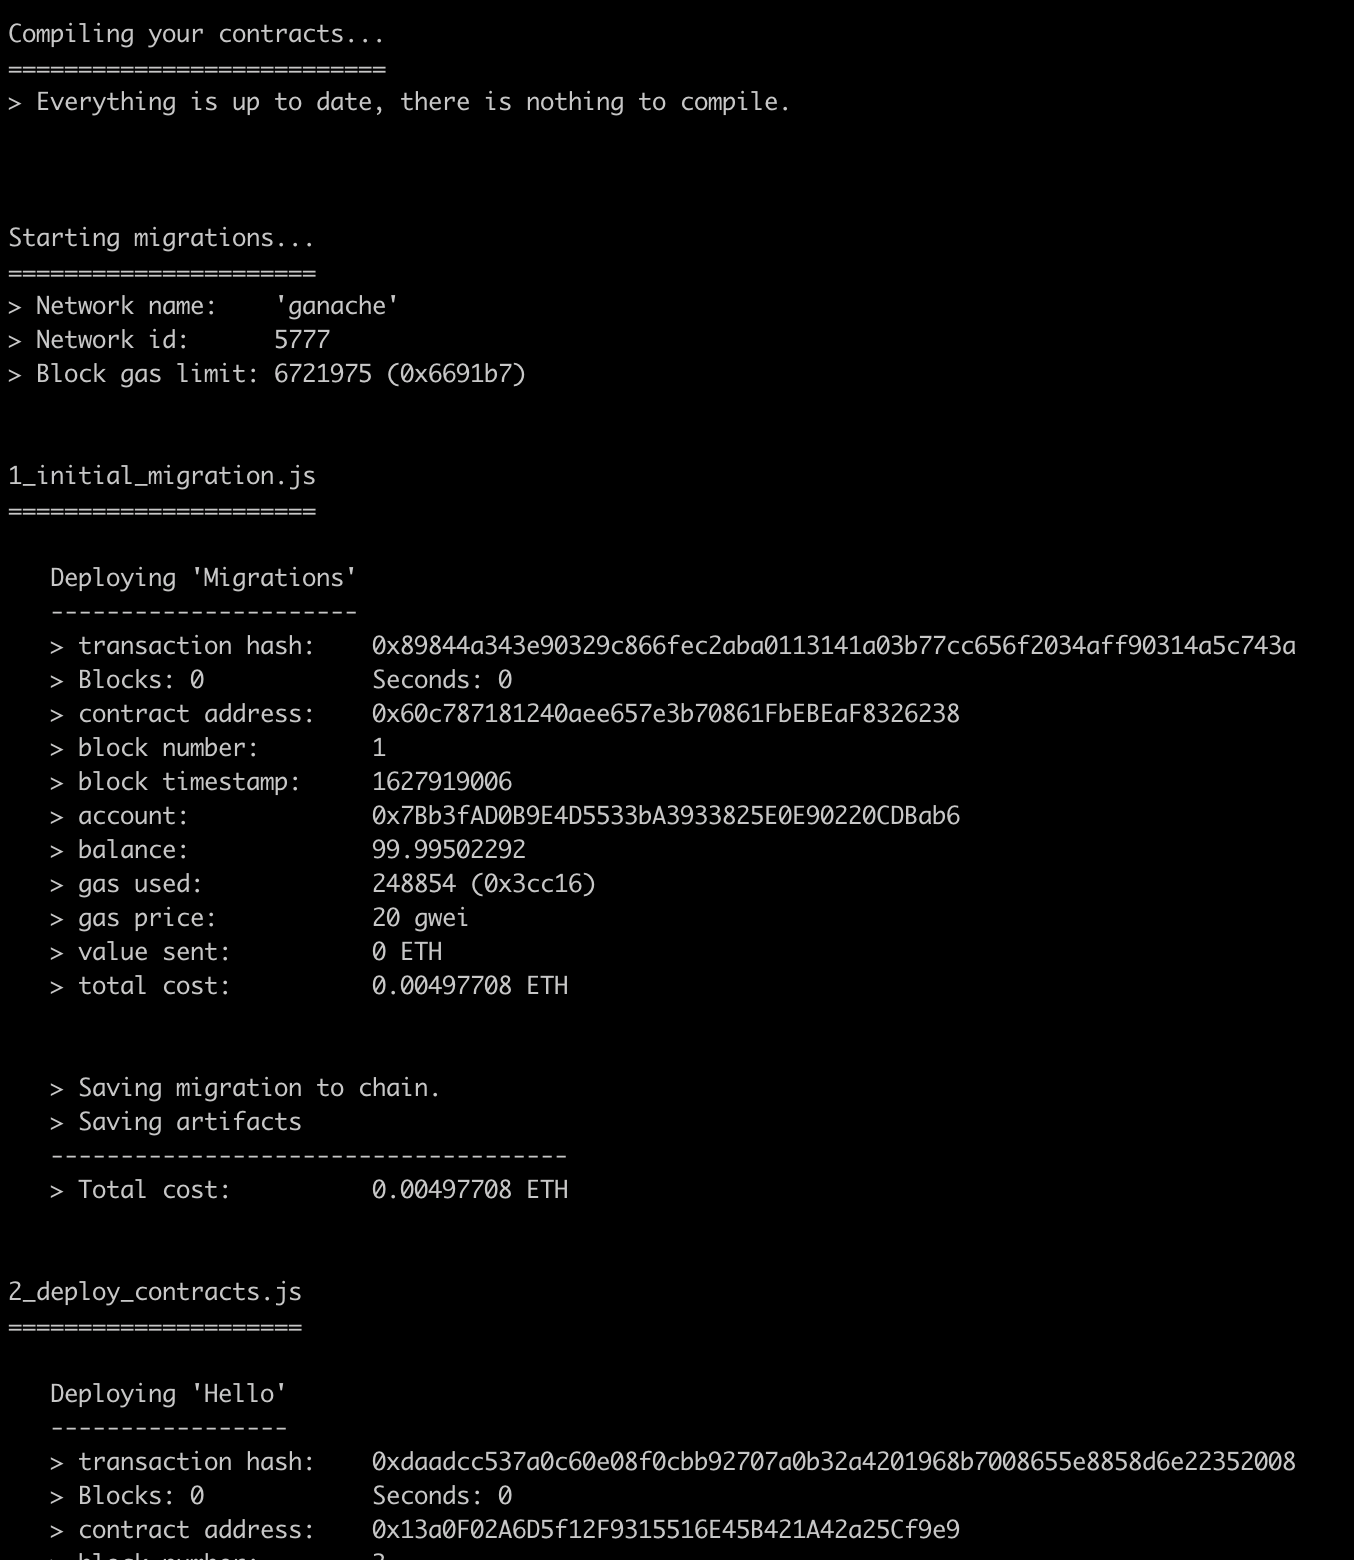 Compiling your contracts...
===========================
> Everything is up to date, there is nothing to compile.
Starting migrations...
======================
> Network name:    'ganache'
> Network id:      5777
> Block gas limit: 6721975 (0x6691b7)
1_initial_migration.js
======================
   Deploying 'Migrations'
   ----------------------
   > transaction hash:    0x89844a343e90329c866fec2aba0113141a03b77cc656f2034aff90314a5c743a
   > Blocks: 0            Seconds: 0
   > contract address:    0x60c787181240aee657e3b70861FbEBEaF8326238
   > block number:        1
   > block timestamp:     1627919006
   > account:             0x7Bb3fAD0B9E4D5533bA3933825E0E90220CDBab6
   > balance:             99.99502292
   > gas used:            248854 (0x3cc16)
   > gas price:           20 gwei
   > value sent:          0 ETH
   > total cost:          0.00497708 ETH
   > Saving migration to chain.
   > Saving artifacts
   -------------------------------------
   > Total cost:          0.00497708 ETH
2_deploy_contracts.js
=====================
   Deploying 'Hello'
   -----------------
   > transaction hash:    0xdaadcc537a0c60e08f0cbb92707a0b32a4201968b7008655e8858d6e22352008
   > Blocks: 0            Seconds: 0
   > contract address:    0x13a0F02A6D5f12F9315516E45B421A42a25Cf9e9
   > block number: